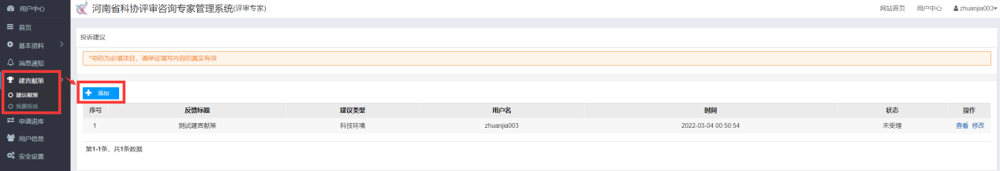 用户中心
河南省科协评审咨询专家管理系统(评审专家)
网站首页 用户中心 zhuanjia003
首页
基本资料
消息通知
建言献策
建议献策
我要投诉
申请退库
用户信息
安全设置
投诉建议
*号的为必填项目，请保证填写内容的真实有效
添加
序号 反馈标题 建议类型 用户名 时间 状态 操作
1 测试建言献策 科技环境 zhuanjia003 2022-03-04 00:50:54 未受理 查看 修改
第1-1条，共1条数据